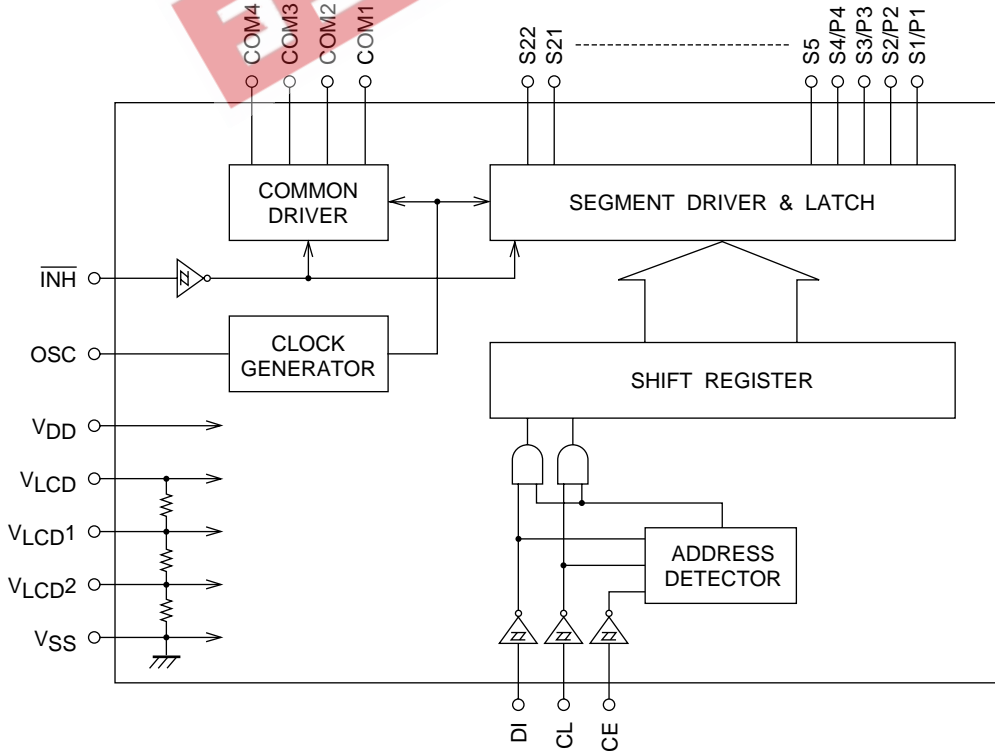 COM4
COM3
COM2
COM1
S22
S21
S5
S4/P4
S3/P3
S2/P2
S1/P1
COMMON
DRIVER
SEGMENT DRIVER & LATCH
INH
OSC
CLOCK
GENERATOR
SHIFT REGISTER
VDD
VLCD
VLCD1
VLCD2
VSS
ADDRESS
DETECTOR
DI
CL
CE